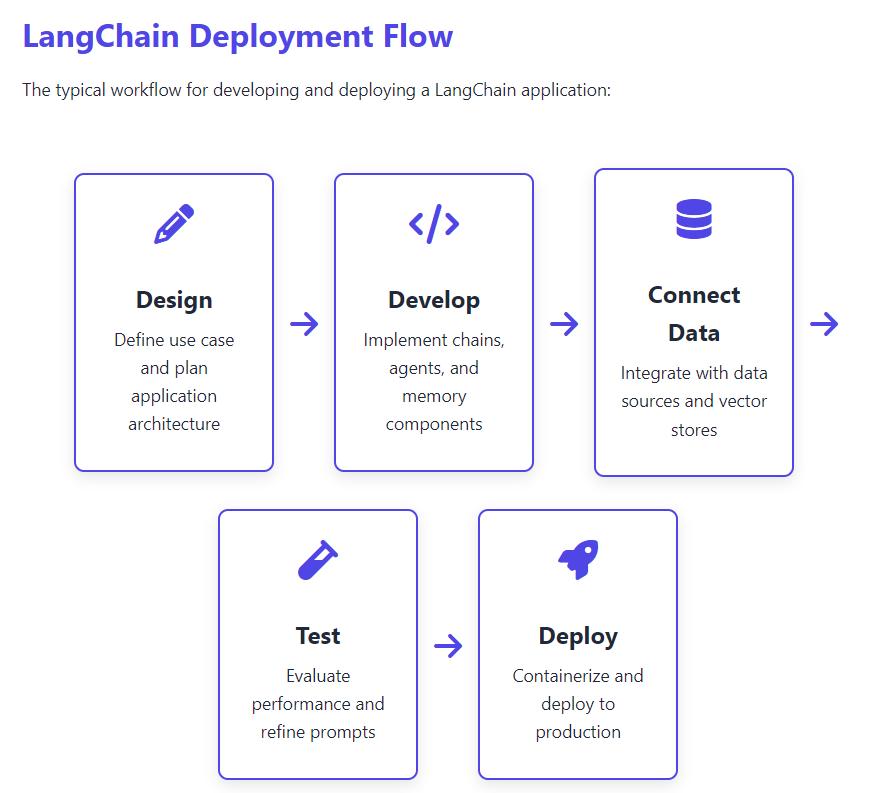 LangChain Deployment Flow
The typical workflow for developing and deploying a LangChain application:
Design
Define use case
and plan
application
architecture
Develop
Implement chains,
agents, and
memory
components
Connect
Data
Integrate with data
sources and vector
stores
Test
Evaluate
performance and
refine prompts
Deploy
Containerize and
deploy to
production